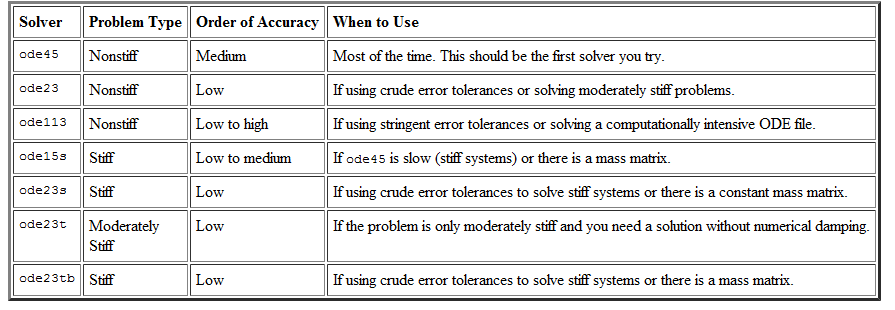 Solver Problem Type Order of Accuracy When to Use
ode45 Nonstiff Medium Most of the time. This should be the first solver you try.
ode23 Nonstiff Low If using crude error tolerances or solving moderately stiff problems.
ode113 Nonstiff Low to high If using stringent error tolerances or solving a computationally intensive ODE file.
ode15s Stiff Low to medium If ode45 is slow (stiff systems) or there is a mass matrix.
ode23s Stiff Low If using crude error tolerances to solve stiff systems or there is a constant mass matrix.
ode23t Moderately Low If the problem is only moderately stiff and you need a solution without numerical damping.
Stiff
ode23tb Stiff Low If using crude error tolerances to solve stiff systems or there is a mass matrix.